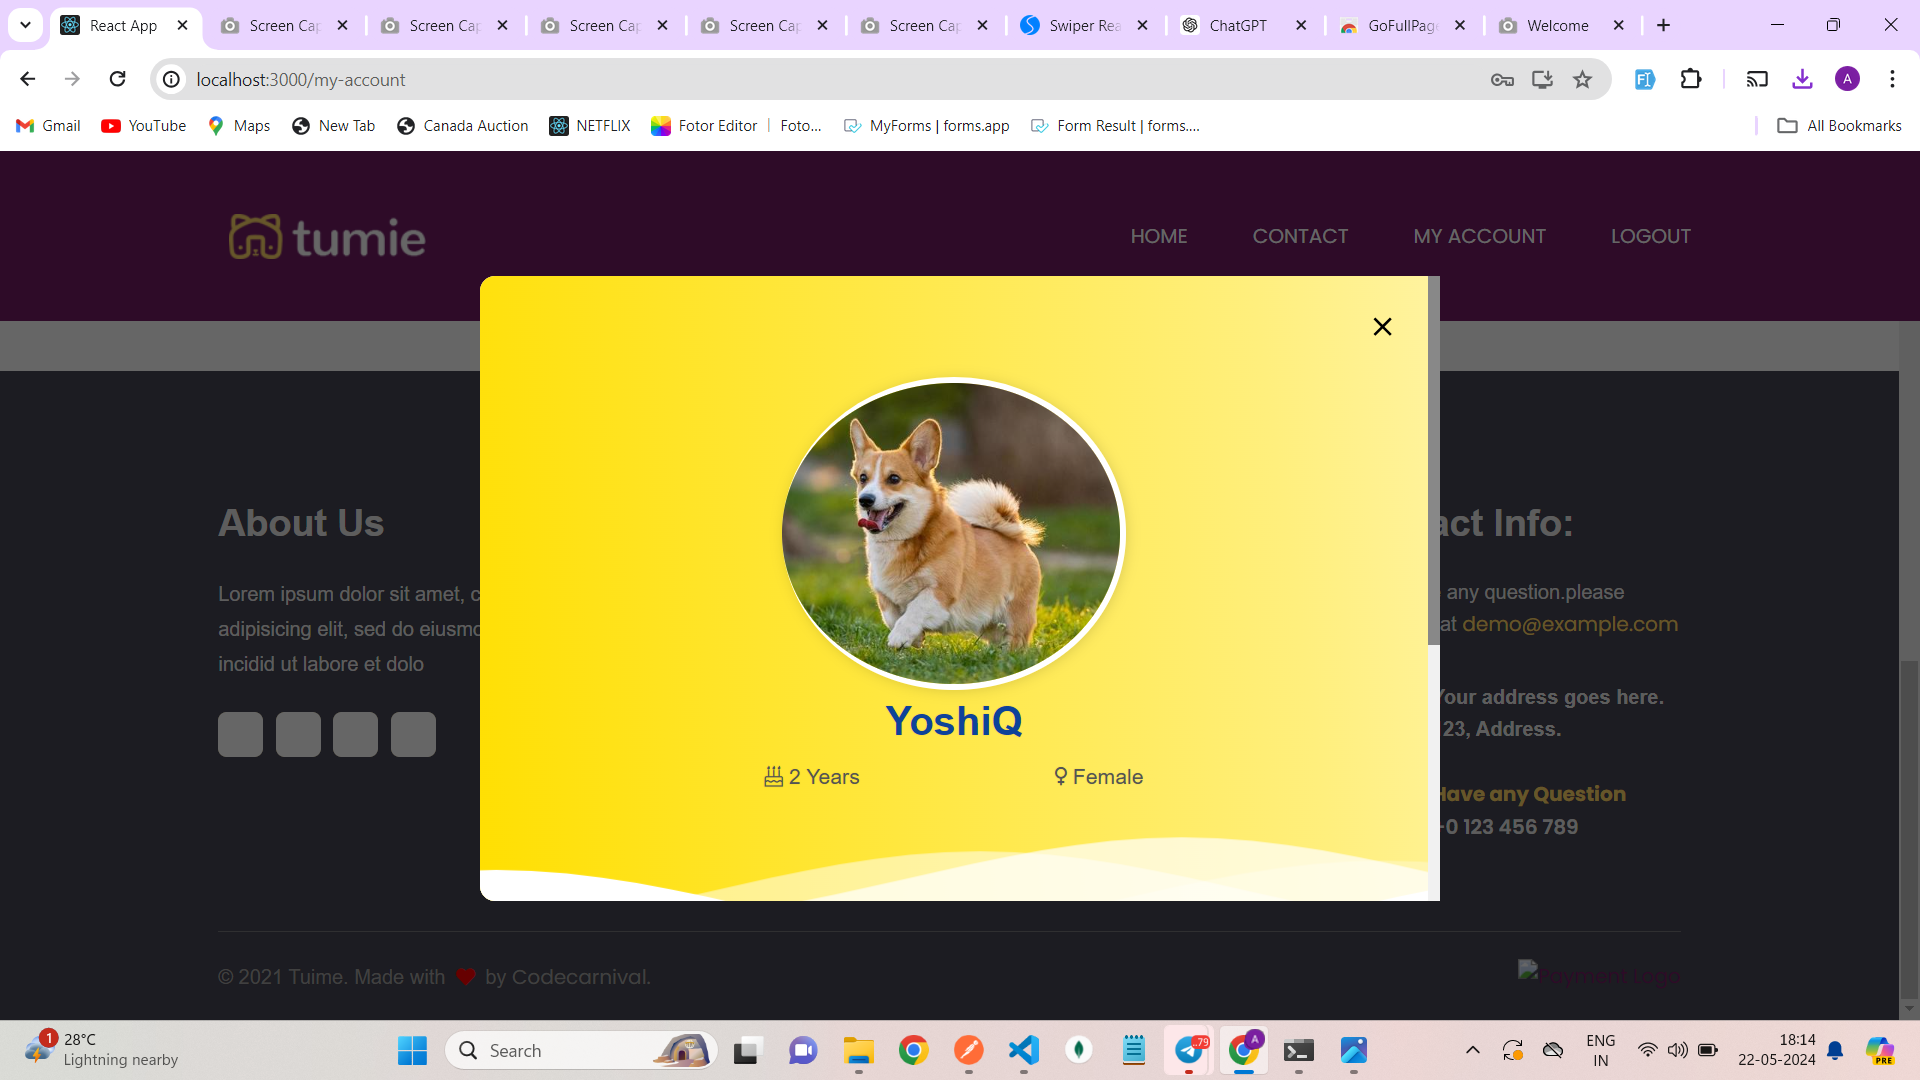 React App
Screen Cap
Screen Cap
Screen Cap
Screen Cap
Screen Cap
Swiper Rea
ChatGPT
GoFullPage
Welcome
localhost:3000/my-account
A
Gmail
YouTube
Maps
New Tab
Canada Auction
NETFLIX
Fotor Editor | Foto...
MyForms | forms.app
Form Result | forms....
All Bookmarks
tumie
HOME
CONTACT
MY ACCOUNT
LOGOUT
About Us
Lorem ipsum dolor sit amet, c
adipisicing elit, sed do eiusmo
incidid ut labore et dolo
YoshiQ
2 Years
Female
act Info:
any question.please
at demo@example.com
Your address goes here.
23, Address.
Have any Question
0 123 456 789
© 2021 Tuime. Made with ❤ by Codecarnival.
Payment Logo
1
28°C
Lightning nearby
Search
..79
A
ENG
IN
18:14
22-05-2024
PRE